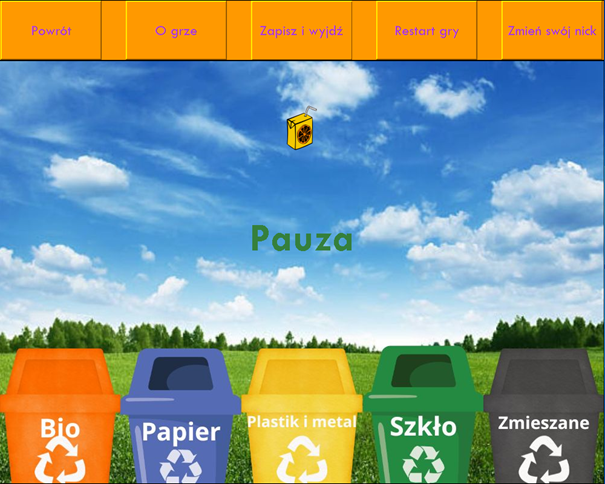 Powrót
O grze
Zapisz i wyjdź
Restart gry
Zmień swój nick
Pauza
Bio
Papier
Plastik i metal
Szkło
Zmieszane